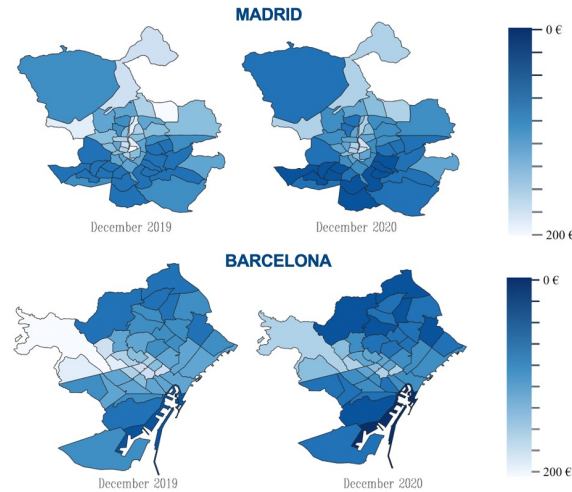 MADRID
0 €
200 €
December 2019
December 2020
BARCELONA
0 €
200 €
December 2019
December 2020